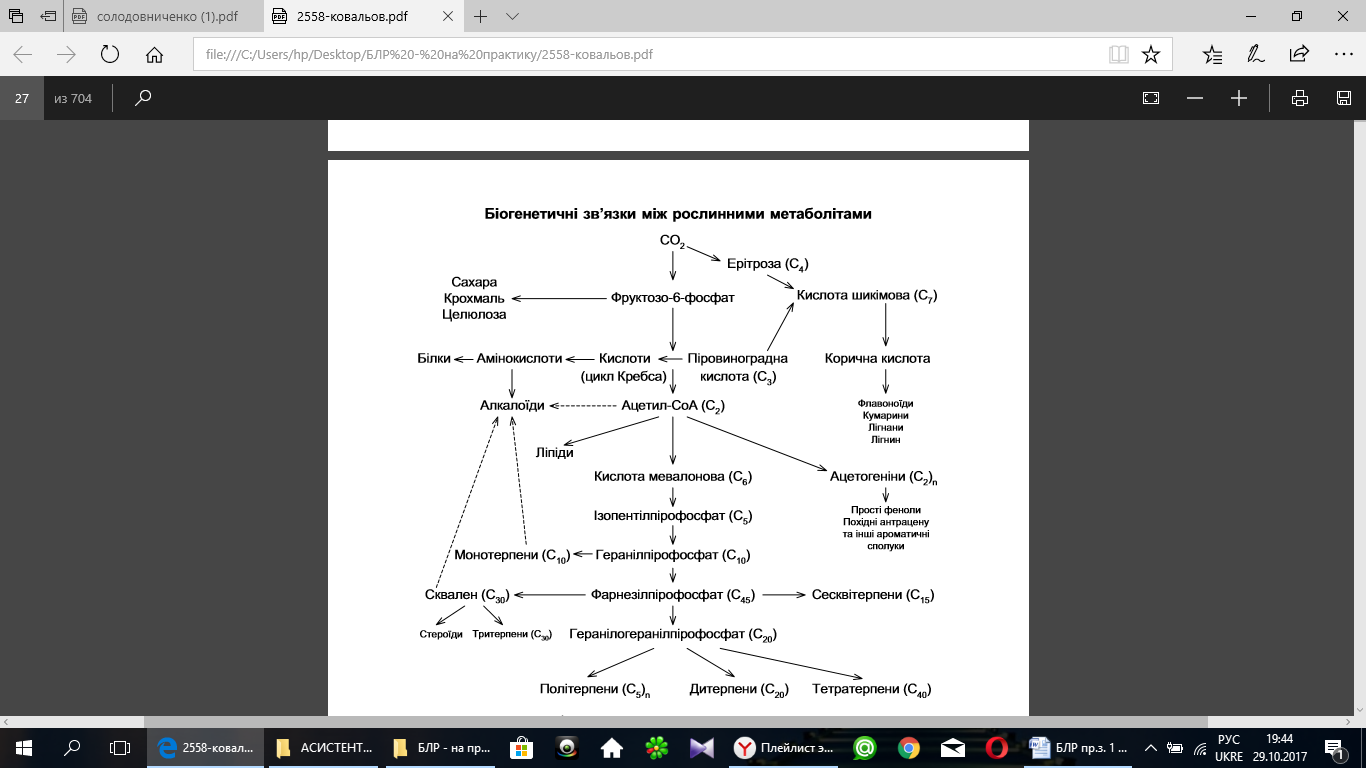 солодовниченко (1).pdf
2558-ковальов.pdf
file:///C:/Users/hp/Desktop/БЛР%20-%20на%20практику/2558-ковальов.pdf
27
из 704
Біогенетичні зв’язки між рослинними метаболітами
CO2
Ерітроза (C4)
Сахара
Крохмаль
Целюлоза
Фруктозо-6-фосфат
Кислота шикімова (C7)
Білки
Амінокислоти
Кислоти
(цикл Кребса)
Піровиноградна
кислота (C3)
Корична кислота
Алкалоїди
Ацетил-CoA (C2)
Флавоноїди
Кумарини
Лігнани
Лігнин
Ліпіди
Кислота мевалонова (C6)
Ацетогеніни (C2)n
Ізопентілпірофосфат (C5)
Прості феноли
Похідні антрацену
та інші ароматичні
сполуки
Монотерпени (C10)
Геранілпірофосфат (C10)
Сквален (C30)
Фарнезілпірофосфат (C45)
Сесквітерпени (C15)
Стероїди
Тритерпени (C30)
Геранілогеранілпірофосфат (C20)
Політерпени (C5)n
Дитерпени (C20)
Тетратерпени (C40)
2558-ковал...
АСИСТЕНТ...
БЛР - на пр...
Плейлист э...
БЛР пр.з. 1 ...
РУС
UKRE
19:44
29.10.2017
1